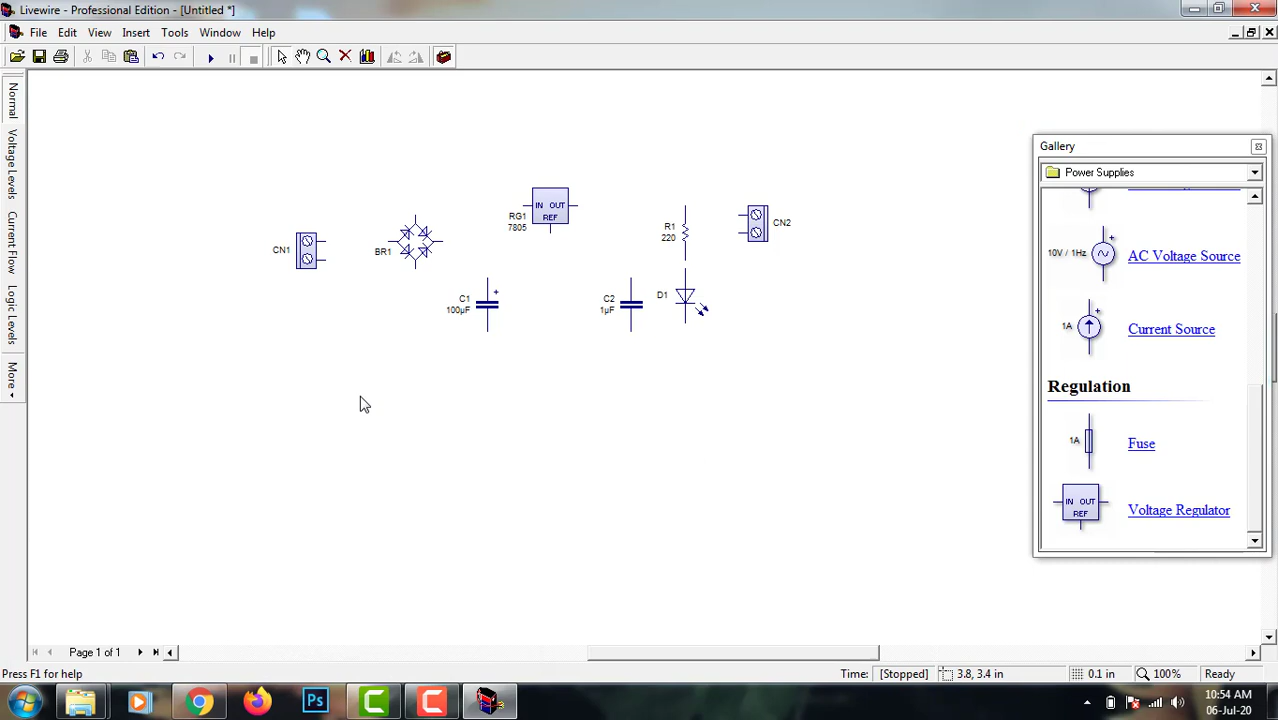 Livewire - Professional Edition - [Untitled *]
File Edit View Insert Tools Window Help
Normal
Voltage Levels
Current Flow
Logic Levels
More
CN1
BR1
IN OUT
REF
RG1
7805
C1
100µF
C2
1µF
R1
220
D1
CN2
Gallery
Power Supplies
10V / 1Hz
AC Voltage Source
1A
Current Source
Regulation
1A
Fuse
IN OUT
REF
Voltage Regulator
Page 1 of 1
Press F1 for help
Time: [Stopped]
3.8, 3.4 in
0.1 in
100%
Ready
Ps
C
C
10:54 AM
06-Jul-20